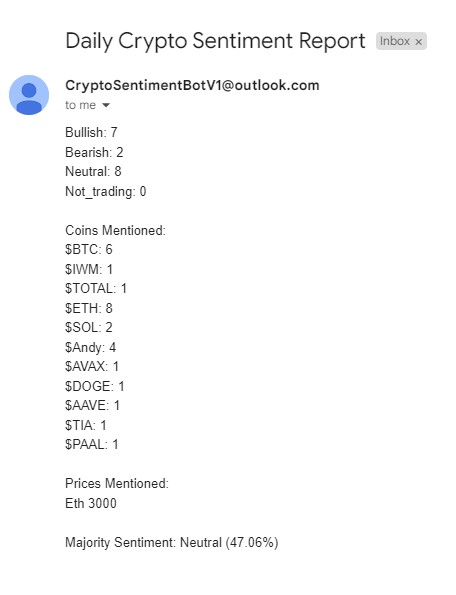 Daily Crypto Sentiment Report Inbox ×
CryptoSentimentBotV1@outlook.com
to me
Bullish: 7
Bearish: 2
Neutral: 8
Not_trading: 0
Coins Mentioned:
$BTC: 6
$IWM: 1
$TOTAL: 1
$ETH: 8
$SOL: 2
$Andy: 4
$AVAX: 1
$DOGE: 1
$AAVE: 1
$TIA: 1
$PAAL: 1
Prices Mentioned:
Eth 3000
Majority Sentiment: Neutral (47.06%)